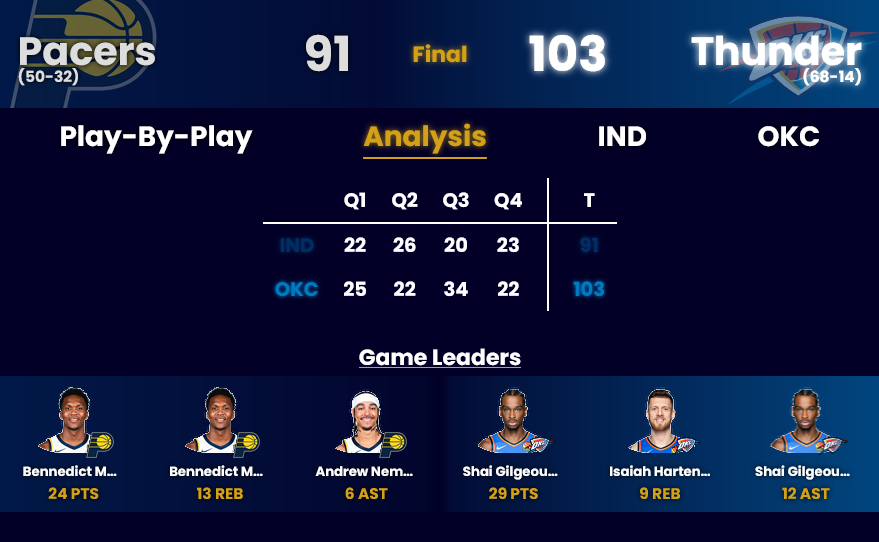 Pacers 91 Final 103 Thunder
(50-32) (68-14)
Play-By-Play Analysis IND OKC
Q1 Q2 Q3 Q4 T
IND 22 26 20 23 91
OKC 25 22 34 22 103
Game Leaders
Bennedict M... Bennedict M... Andrew Nem... Shai Gilgeou... Isaiah Harten... Shai Gilgeou...
24 PTS 13 REB 6 AST 29 PTS 9 REB 12 AST